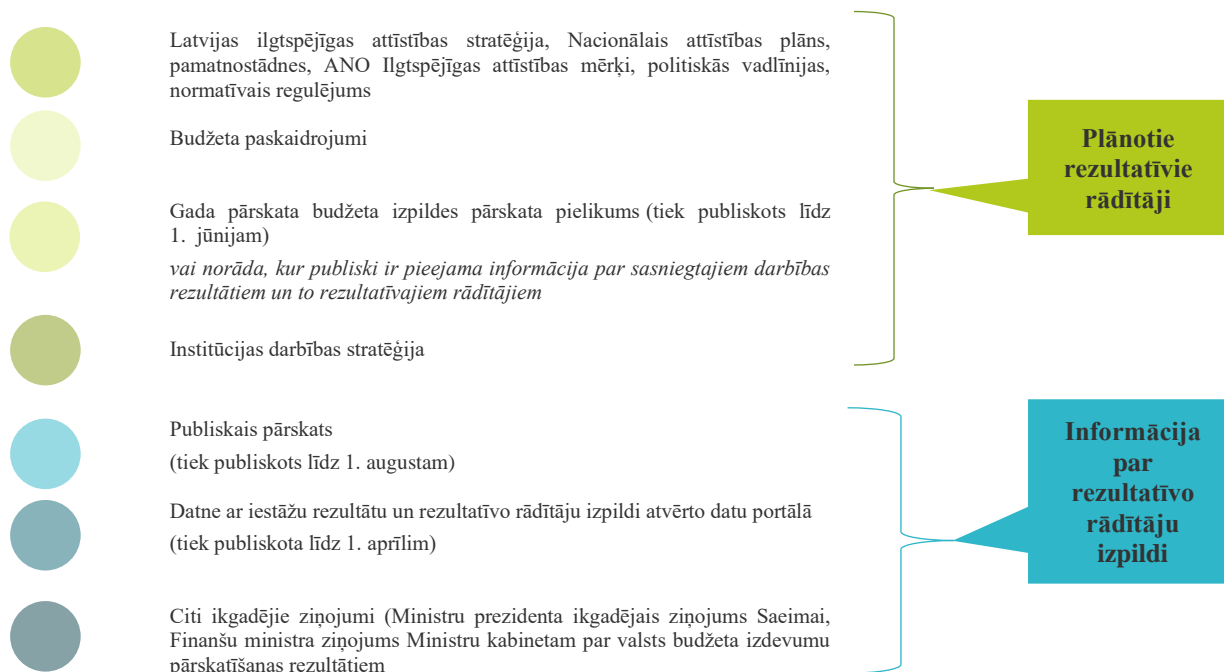 Latvijas ilgtspējīgas attīstības stratēģija, Nacionālais attīstības plāns,
pamatnostādnes, ANO Ilgtspējīgas attīstības mērķi, politiskās vadlīnijas,
normatīvais regulējums
Budžeta paskaidrojumi
Gada pārskata budžeta izpildes pārskata pielikums (tiek publiskots līdz
1. jūnijam)
vai norāda, kur publiski ir pieejama informācija par sasniegtajiem darbības
rezultātiem un to rezultatīvajiem rādītājiem
Institūcijas darbības stratēģija
Plānotie
rezultatīvie
rādītāji
Publiskais pārskats
(tiek publiskots līdz 1. augustam)
Datne ar iestāžu rezultātu un rezultatīvo rādītāju izpildi atvērto datu portālā
(tiek publiskota līdz 1. aprīlim)
Citi ikgadējie ziņojumi (Ministru prezidenta ikgadējais ziņojums Saeimai,
Finanšu ministra ziņojums Ministru kabinetam par valsts budžeta izdevumu
pārskatīšanas rezultātiem
Informācija
par
rezultatīvo
rādītāju
izpildi